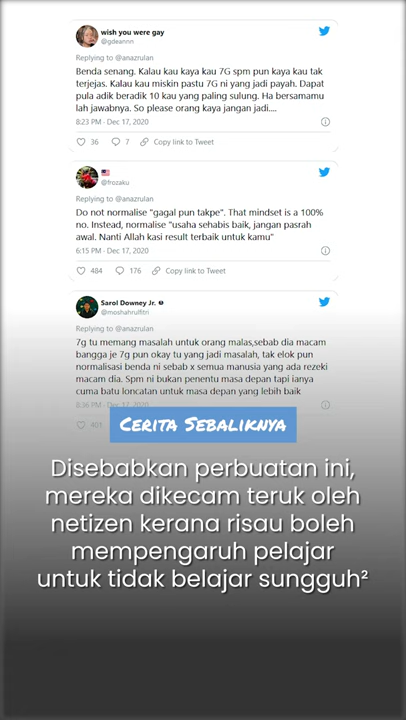 wish you were gay
@gdeannn
Replying to @anazrulan
Benda senang. Kalau kau kaya kau 7G spm pun kaya kau tak
terjejas. Kalau kau miskin pastu 7G ni yang jadi payah. Dapat
pula adik beradik 10 kau yang paling sulung. Ha bersamamu
lah jawabnya. So please orang kaya jangan jadi....
8:23 PM · Dec 17, 2020
36 7 Copy link to Tweet
@frozaku
Replying to @anazrulan
Do not normalise "gagal pun takpe". That mindset is a 100%
no. Instead, normalise "usaha sehabis baik, jangan pasrah
awal. Nanti Allah kasi result terbaik untuk kamu"
6:15 PM · Dec 17, 2020
484 176 Copy link to Tweet
Sarol Downey Jr.
@moshahrulfitri
Replying to @anazrulan
7g tu memang masalah untuk orang malas,sebab dia macam
bangga je 7g pun okay tu yang jadi masalah, tak elok pun
normalisasi benda ni sebab x semua manusia yang ada rezeki
macam dia. Spm ni bukan penentu masa depan tapi ianya
cuma batu loncatan untuk masa depan yang lebih baik
8:36 PM · Dec 17, 2020
401
CERITA SEBALIKNYA
Disebabkan perbuatan ini,
mereka dikecam teruk oleh
netizen kerana risau boleh
mempengaruh pelajar
untuk tidak belajar sungguh²